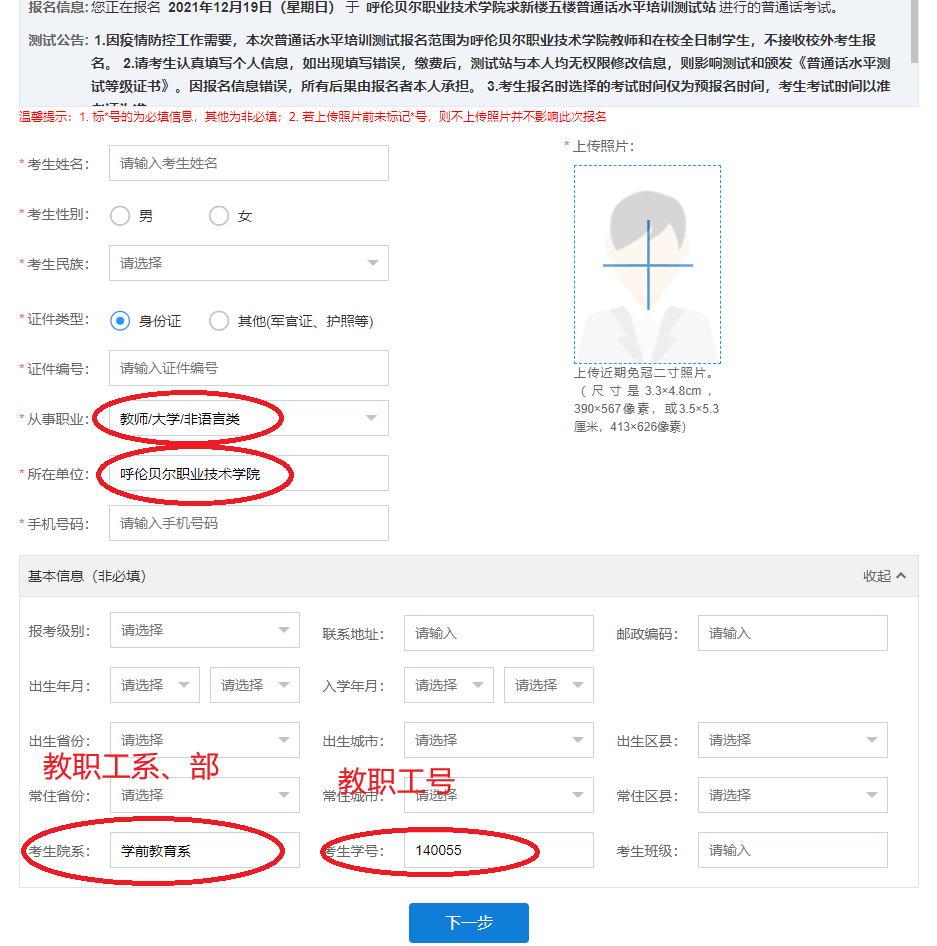 报名信息: 您正在报名 2021年12月19日（星期日） 于 呼伦贝尔职业技术学院求新楼五楼普通话水平培训测试站 进行的普通话考试。
测试公告: 1.因疫情防控工作需要，本次普通话水平培训测试报名范围为呼伦贝尔职业技术学院教师和在校全日制学生，不接收校外考生报
名。 2.请考生认真填写个人信息，如出现填写错误，缴费后，测试站与本人均无权限修改信息，则影响测试和颁发《普通话水平测
试等级证书》。因报名信息错误，所有后果由报名者本人承担。 3.考生报名时选择的考试时间仅为预报名时间，考生考试时间以准
温馨提示：1. 标*号的为必填信息，其他为非必填；2. 若上传照片前未标记*号，则不上传照片并不影响此次报名
* 考生姓名： 请输入考生姓名
* 上传照片：
* 考生性别： 男 女
* 考生民族： 请选择
* 证件类型： 身份证 其他(军官证、护照等)
* 证件编号： 请输入证件编号
上传近期免冠二寸照片。
（尺寸是3.3×4.8cm，
390×567像素，或3.5×5.3
厘米，413×626像素)
* 从事职业： 教师/大学/非语言类
* 所在单位： 呼伦贝尔职业技术学院
* 手机号码： 请输入手机号码
基本信息（非必填） 收起
报考级别： 请选择 联系地址： 请输入 邮政编码： 请输入
出生年月： 请选择 请选择 入学年月： 请选择 请选择
出生省份： 请选择 出生城市： 请选择 出生区县： 请选择
教职工系、部 教职工号
常住省份： 请选择 常住城市： 请选择 常住区县： 请选择
考生院系： 学前教育系 考生学号： 140055 考生班级： 请输入
下一步